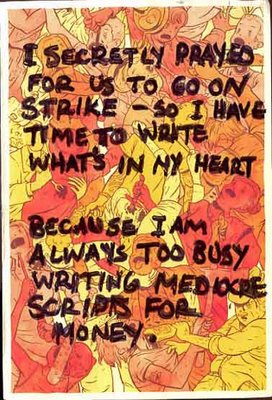 I SECRETLY PRAYED
FOR US TO GO ON
STRIKE – SO I HAVE
TIME TO WRITE
WHAT'S IN MY HEART
BECAUSE I AM
ALWAYS TOO BUSY
WRITING MEDIOCRE
SCRIPTS FOR
MONEY.